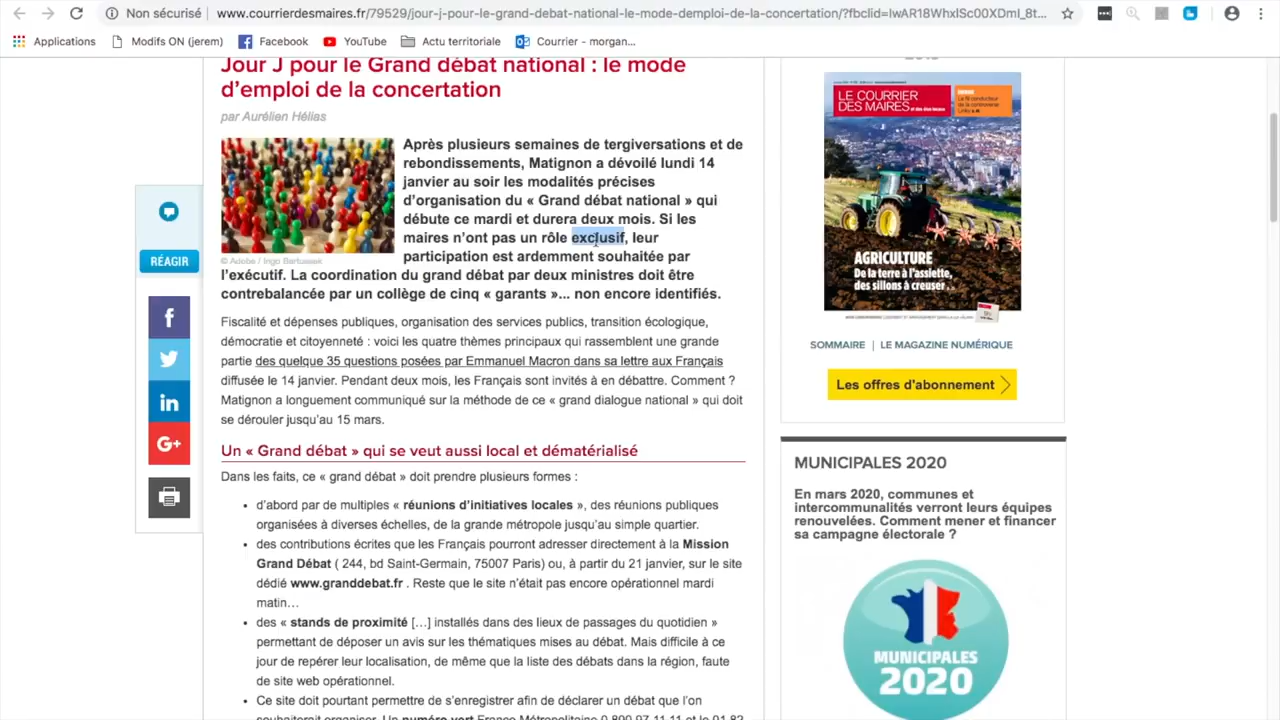 Non sécurisé | www.courrierdesmaires.fr/79529/jour-j-pour-le-grand-debat-national-le-mode-demploi-de-la-concertation/?fbclid=IwAR18WhxlSc00XDmI_8t...
Applications Modifs ON (jerem) Facebook YouTube Actu territoriale Courrier - morgan...
Jour J pour le Grand débat national : le mode
d'emploi de la concertation
par Aurélien Hélias
Après plusieurs semaines de tergiversations et de
rebondissements, Matignon a dévoilé lundi 14
janvier au soir les modalités précises
d'organisation du « Grand débat national » qui
débute ce mardi et durera deux mois. Si les
maires n'ont pas un rôle exclusif, leur
participation est ardemment souhaitée par
© Adobe / Ingo Bartussek
l'exécutif. La coordination du grand débat par deux ministres doit être
contrebalancée par un collège de cinq « garants »... non encore identifiés.
RÉAGIR
Fiscalité et dépenses publiques, organisation des services publics, transition écologique,
démocratie et citoyenneté : voici les quatre thèmes principaux qui rassemblent une grande
partie des quelque 35 questions posées par Emmanuel Macron dans sa lettre aux Français
diffusée le 14 janvier. Pendant deux mois, les Français sont invités à en débattre. Comment ?
Matignon a longuement communiqué sur la méthode de ce « grand dialogue national » qui doit
se dérouler jusqu'au 15 mars.
Un « Grand débat » qui se veut aussi local et dématérialisé
Dans les faits, ce « grand débat » doit prendre plusieurs formes :
• d'abord par de multiples « réunions d'initiatives locales », des réunions publiques
organisées à diverses échelles, de la grande métropole jusqu'au simple quartier.
• des contributions écrites que les Français pourront adresser directement à la Mission
Grand Débat ( 244, bd Saint-Germain, 75007 Paris) ou, à partir du 21 janvier, sur le site
dédié www.granddebat.fr . Reste que le site n'était pas encore opérationnel mardi
matin…
• des « stands de proximité […] installés dans des lieux de passages du quotidien »
permettant de déposer un avis sur les thématiques mises au débat. Mais difficile à ce
jour de repérer leur localisation, de même que la liste des débats dans la région, faute
de site web opérationnel.
• Ce site doit pourtant permettre de s'enregistrer afin de déclarer un débat que l'on
souhaiterait organiser. Un numéro vert France Métropolitaine 0 800 97 11 11 et le 01 82
LE COURRIER
DES MAIRES
AGRICULTURE
De la terre à l'assiette,
des sillons à creuser...
SOMMAIRE | LE MAGAZINE NUMÉRIQUE
Les offres d'abonnement
MUNICIPALES 2020
En mars 2020, communes et
intercommunalités verront leurs équipes
renouvelées. Comment mener et financer
sa campagne électorale ?
MUNICIPALES
2020